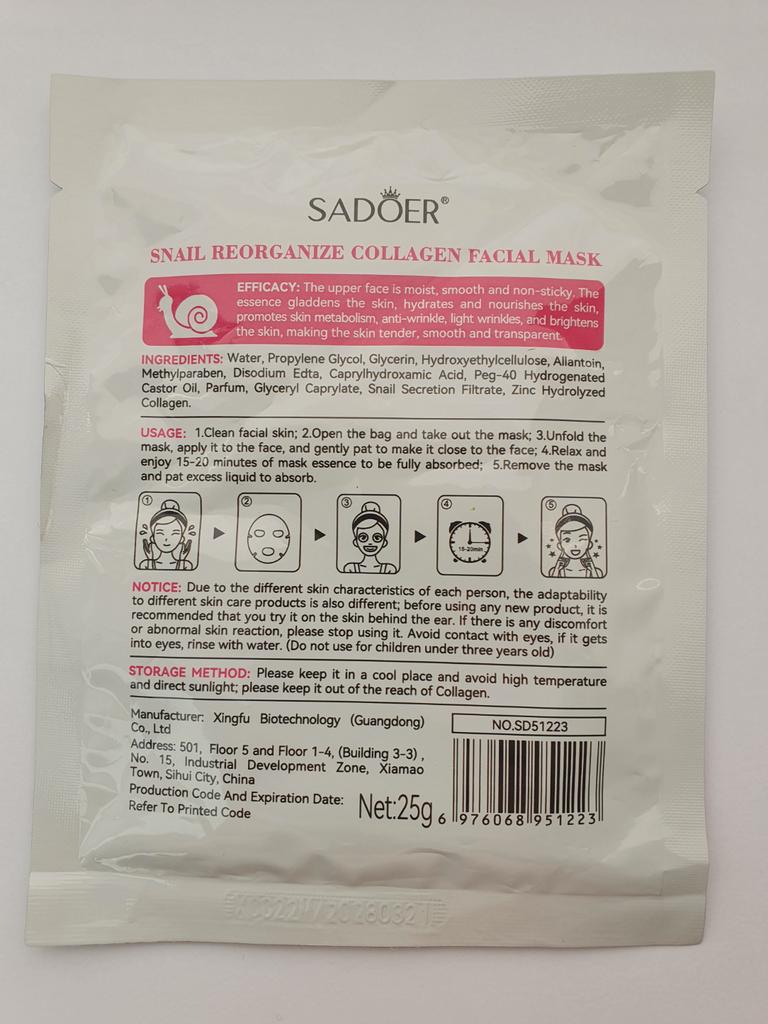 SADOER®
SNAIL REORGANIZE COLLAGEN FACIAL MASK
EFFICACY: The upper face is moist, smooth and non-sticky. The
essence gladdens the skin, hydrates and nourishes the skin,
promotes skin metabolism, anti-wrinkle, light wrinkles, and brightens
the skin, making the skin tender, smooth and transparent.
INGREDIENTS: Water, Propylene Glycol, Glycerin, Hydroxyethylcellulose, Allantoin,
Methylparaben, Disodium Edta, Caprylhydroxamic Acid, Peg-40 Hydrogenated
Castor Oil, Parfum, Glyceryl Caprylate, Snail Secretion Filtrate, Zinc Hydrolyzed
Collagen.
USAGE: 1.Clean facial skin; 2.Open the bag and take out the mask; 3.Unfold the
mask, apply it to the face, and gently pat to make it close to the face; 4.Relax and
enjoy 15-20 minutes of mask essence to be fully absorbed; 5.Remove the mask
and pat excess liquid to absorb.
① ② ③ ④ ⑤
15-20min
NOTICE: Due to the different skin characteristics of each person, the adaptability
to different skin care products is also different; before using any new product, it is
recommended that you try it on the skin behind the ear. If there is any discomfort
or abnormal skin reaction, please stop using it. Avoid contact with eyes, if it gets
into eyes, rinse with water. (Do not use for children under three years old)
STORAGE METHOD: Please keep it in a cool place and avoid high temperature
and direct sunlight; please keep it out of the reach of Collagen.
Manufacturer: Xingfu Biotechnology (Guangdong)
Co., Ltd
Address: 501, Floor 5 and Floor 1-4, (Building 3-3) ,
No. 15, Industrial Development Zone, Xiamao
Town, Sihui City, China
Production Code And Expiration Date:
Refer To Printed Code
Net:25g
NO.SD51223
6 976068 951223